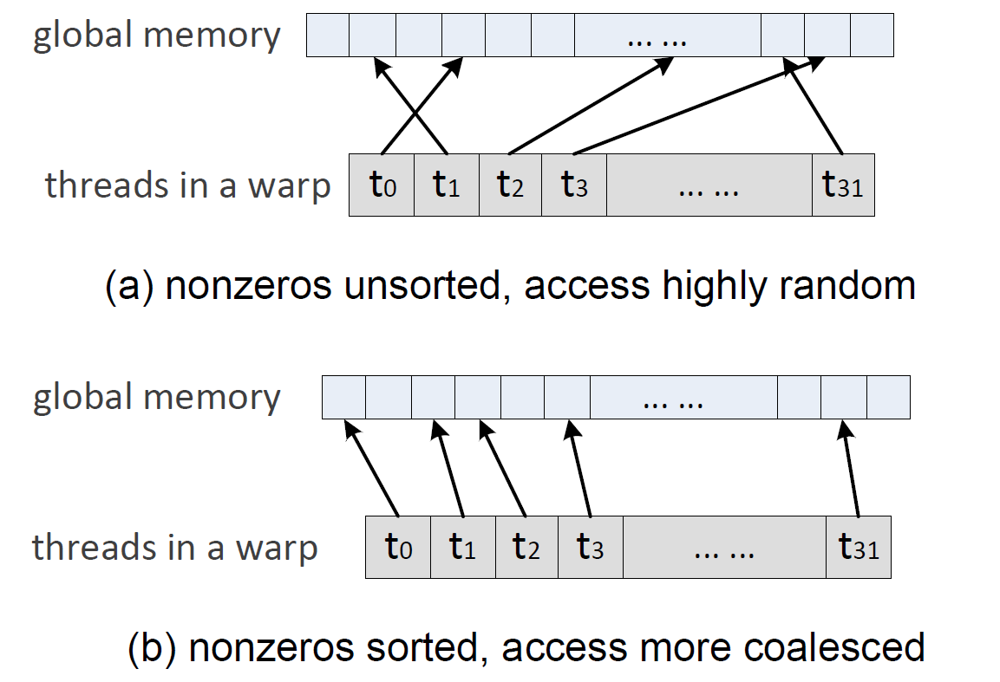 global memory
... ...
threads in a warp
t0 t1 t2 t3 ... ... t31
(a) nonzeros unsorted, access highly random
global memory
... ...
threads in a warp
t0 t1 t2 t3 ... ... t31
(b) nonzeros sorted, access more coalesced